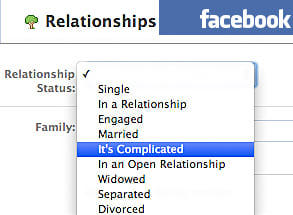 Relationships
facebook
Relationship
Status:
✓
Single
In a Relationship
Engaged
Married
It's Complicated
In an Open Relationship
Widowed
Separated
Divorced
Family: